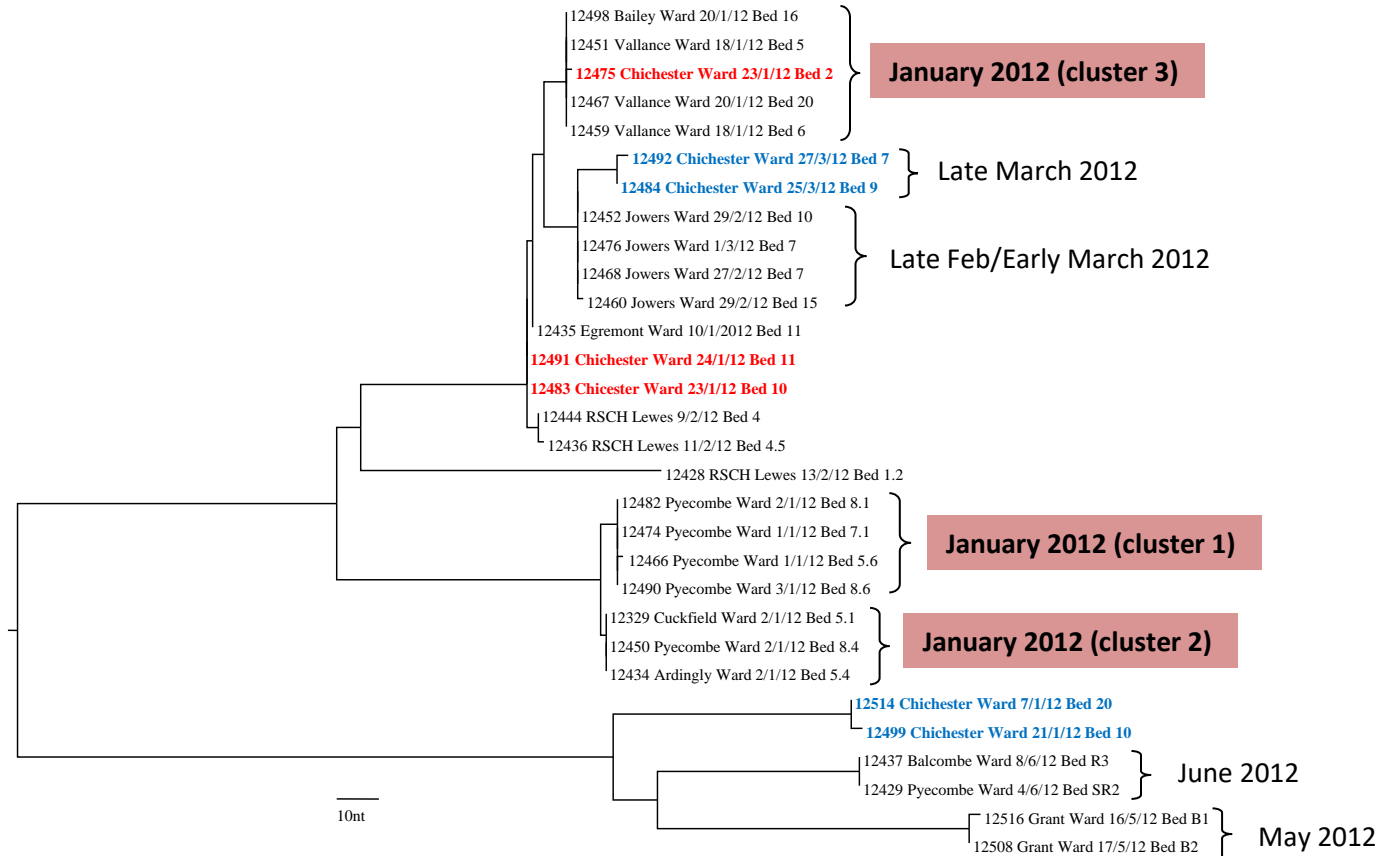 12498 Bailey Ward 20/1/12 Bed 16
12451 Vallance Ward 18/1/12 Bed 5
12475 Chichester Ward 23/1/12 Bed 2
12467 Vallance Ward 20/1/12 Bed 20
12459 Vallance Ward 18/1/12 Bed 6
January 2012 (cluster 3)
12492 Chichester Ward 27/3/12 Bed 7
12484 Chichester Ward 25/3/12 Bed 9
Late March 2012
12452 Jowers Ward 29/2/12 Bed 10
12476 Jowers Ward 1/3/12 Bed 7
12468 Jowers Ward 27/2/12 Bed 7
12460 Jowers Ward 29/2/12 Bed 15
Late Feb/Early March 2012
12435 Egremont Ward 10/1/2012 Bed 11
12491 Chichester Ward 24/1/12 Bed 11
12483 Chicester Ward 23/1/12 Bed 10
12444 RSCH Lewes 9/2/12 Bed 4
12436 RSCH Lewes 11/2/12 Bed 4.5
12428 RSCH Lewes 13/2/12 Bed 1.2
12482 Pyecombe Ward 2/1/12 Bed 8.1
12474 Pyecombe Ward 1/1/12 Bed 7.1
12466 Pyecombe Ward 1/1/12 Bed 5.6
12490 Pyecombe Ward 3/1/12 Bed 8.6
January 2012 (cluster 1)
12329 Cuckfield Ward 2/1/12 Bed 5.1
12450 Pyecombe Ward 2/1/12 Bed 8.4
12434 Ardingly Ward 2/1/12 Bed 5.4
January 2012 (cluster 2)
12514 Chichester Ward 7/1/12 Bed 20
12499 Chichester Ward 21/1/12 Bed 10
12437 Balcombe Ward 8/6/12 Bed R3
12429 Pyecombe Ward 4/6/12 Bed SR2
June 2012
12516 Grant Ward 16/5/12 Bed B1
12508 Grant Ward 17/5/12 Bed B2
May 2012
10nt